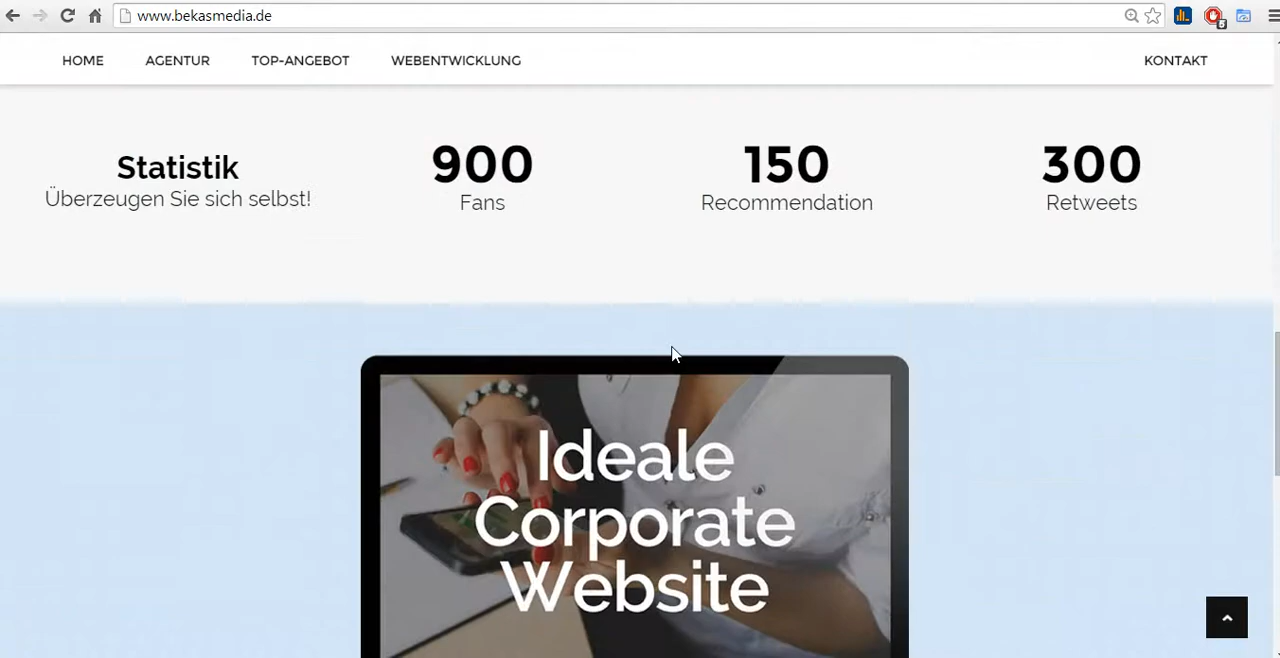 www.bekasmedia.de
5
HOME AGENTUR TOP-ANGEBOT WEBENTWICKLUNG KONTAKT
Statistik
Überzeugen Sie sich selbst!
900
Fans
150
Recommendation
300
Retweets
Ideale
Corporate
Website